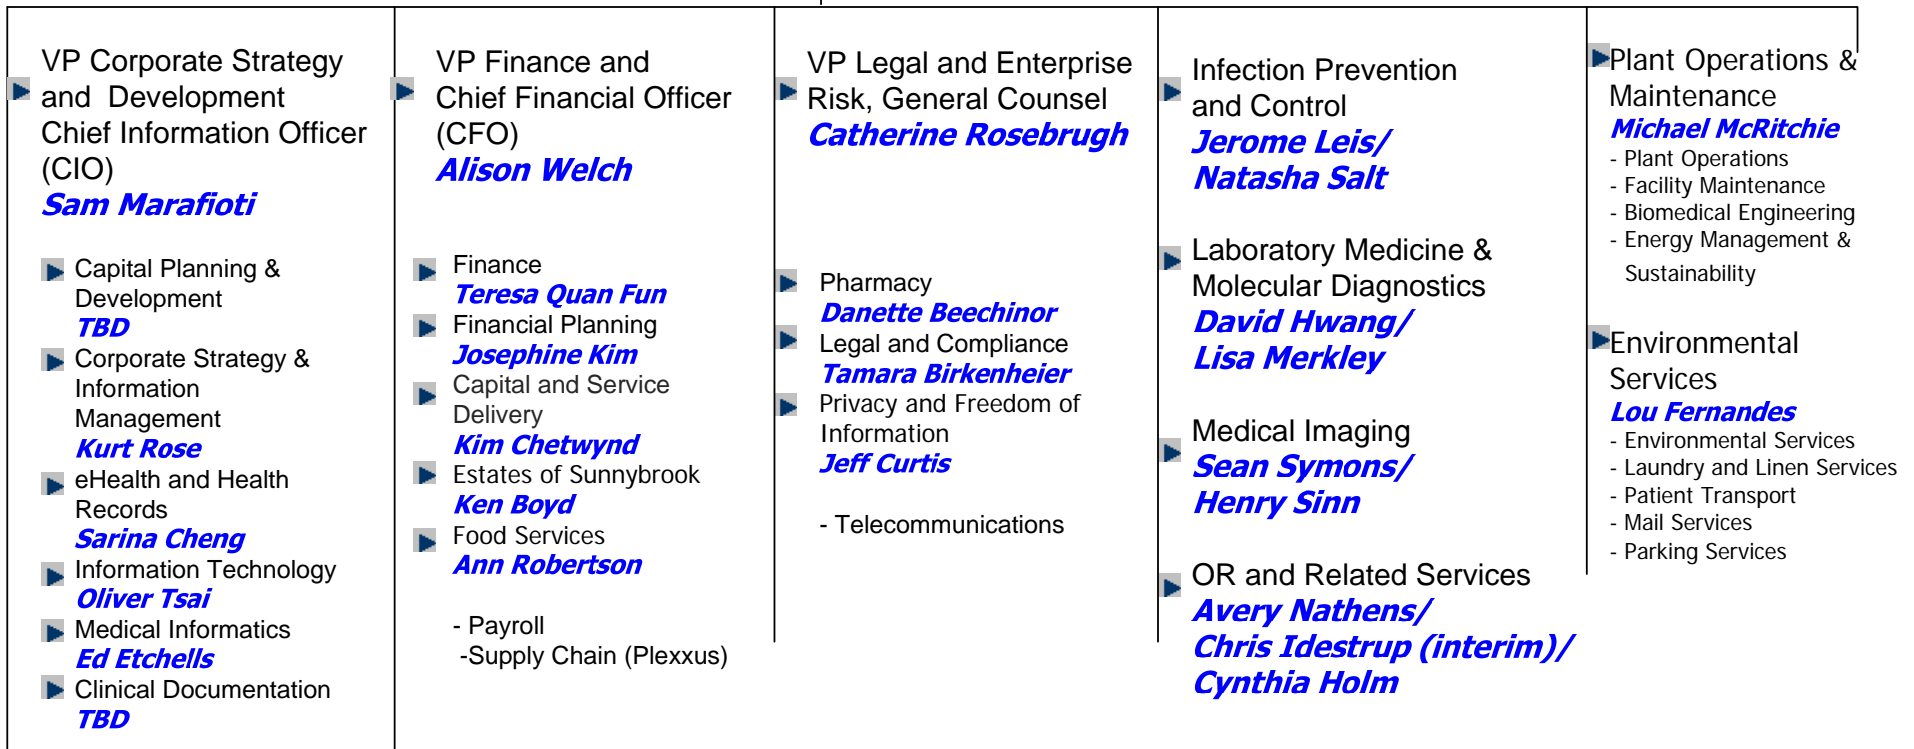 VP Corporate Strategy
and Development
Chief Information Officer
(CIO)
Sam Marafioti
Capital Planning &
Development
TBD
Corporate Strategy &
Information
Management
Kurt Rose
eHealth and Health
Records
Sarina Cheng
Information Technology
Oliver Tsai
Medical Informatics
Ed Etchells
Clinical Documentation
TBD
VP Finance and
Chief Financial Officer
(CFO)
Alison Welch
Finance
Teresa Quan Fun
Financial Planning
Josephine Kim
Capital and Service
Delivery
Kim Chetwynd
Estates of Sunnybrook
Ken Boyd
Food Services
Ann Robertson
- Payroll
-Supply Chain (Plexxus)
VP Legal and Enterprise
Risk, General Counsel
Catherine Rosebrugh
Pharmacy
Danette Beechinor
Legal and Compliance
Tamara Birkenheier
Privacy and Freedom of
Information
Jeff Curtis
- Telecommunications
Infection Prevention
and Control
Jerome Leis/
Natasha Salt
Laboratory Medicine &
Molecular Diagnostics
David Hwang/
Lisa Merkley
Medical Imaging
Sean Symons/
Henry Sinn
OR and Related Services
Avery Nathens/
Chris Idestrup (interim)/
Cynthia Holm
Plant Operations &
Maintenance
Michael McRitchie
- Plant Operations
- Facility Maintenance
- Biomedical Engineering
- Energy Management &
Sustainability
Environmental
Services
Lou Fernandes
- Environmental Services
- Laundry and Linen Services
- Patient Transport
- Mail Services
- Parking Services